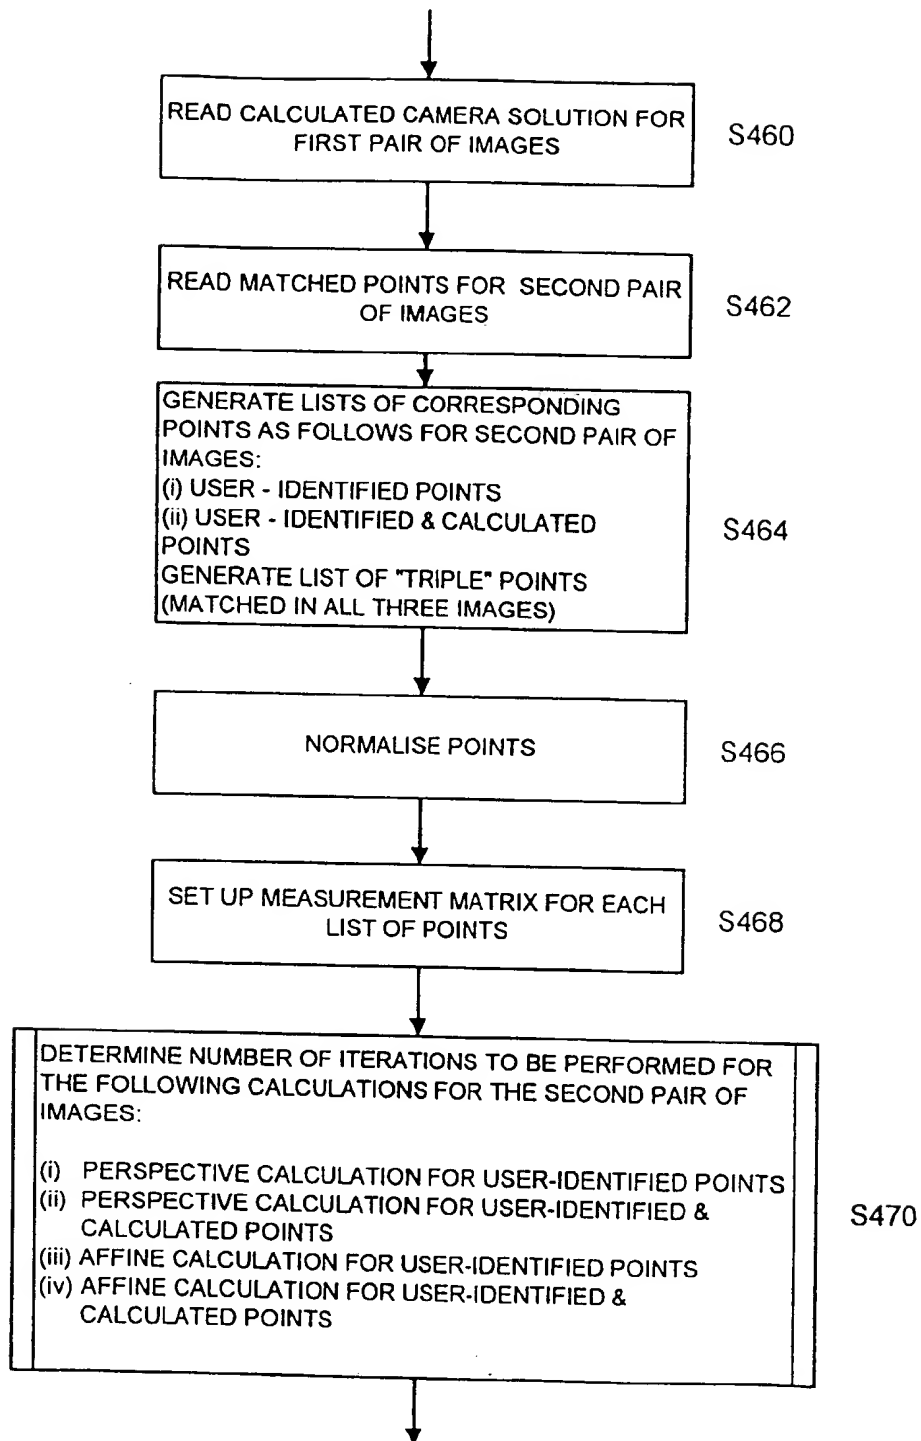 READ CALCULATED CAMERA SOLUTION FOR
FIRST PAIR OF IMAGES
S460
READ MATCHED POINTS FOR SECOND PAIR
OF IMAGES
S462
GENERATE LISTS OF CORRESPONDING
POINTS AS FOLLOWS FOR SECOND PAIR OF
IMAGES:
(i) USER - IDENTIFIED POINTS
(ii) USER - IDENTIFIED & CALCULATED
POINTS
GENERATE LIST OF "TRIPLE" POINTS
(MATCHED IN ALL THREE IMAGES)
S464
NORMALISE POINTS
S466
SET UP MEASUREMENT MATRIX FOR EACH
LIST OF POINTS
S468
DETERMINE NUMBER OF ITERATIONS TO BE PERFORMED FOR
THE FOLLOWING CALCULATIONS FOR THE SECOND PAIR OF
IMAGES:
(i) PERSPECTIVE CALCULATION FOR USER-IDENTIFIED POINTS
(ii) PERSPECTIVE CALCULATION FOR USER-IDENTIFIED &
CALCULATED POINTS
(iii) AFFINE CALCULATION FOR USER-IDENTIFIED POINTS
(iv) AFFINE CALCULATION FOR USER-IDENTIFIED &
CALCULATED POINTS
S470